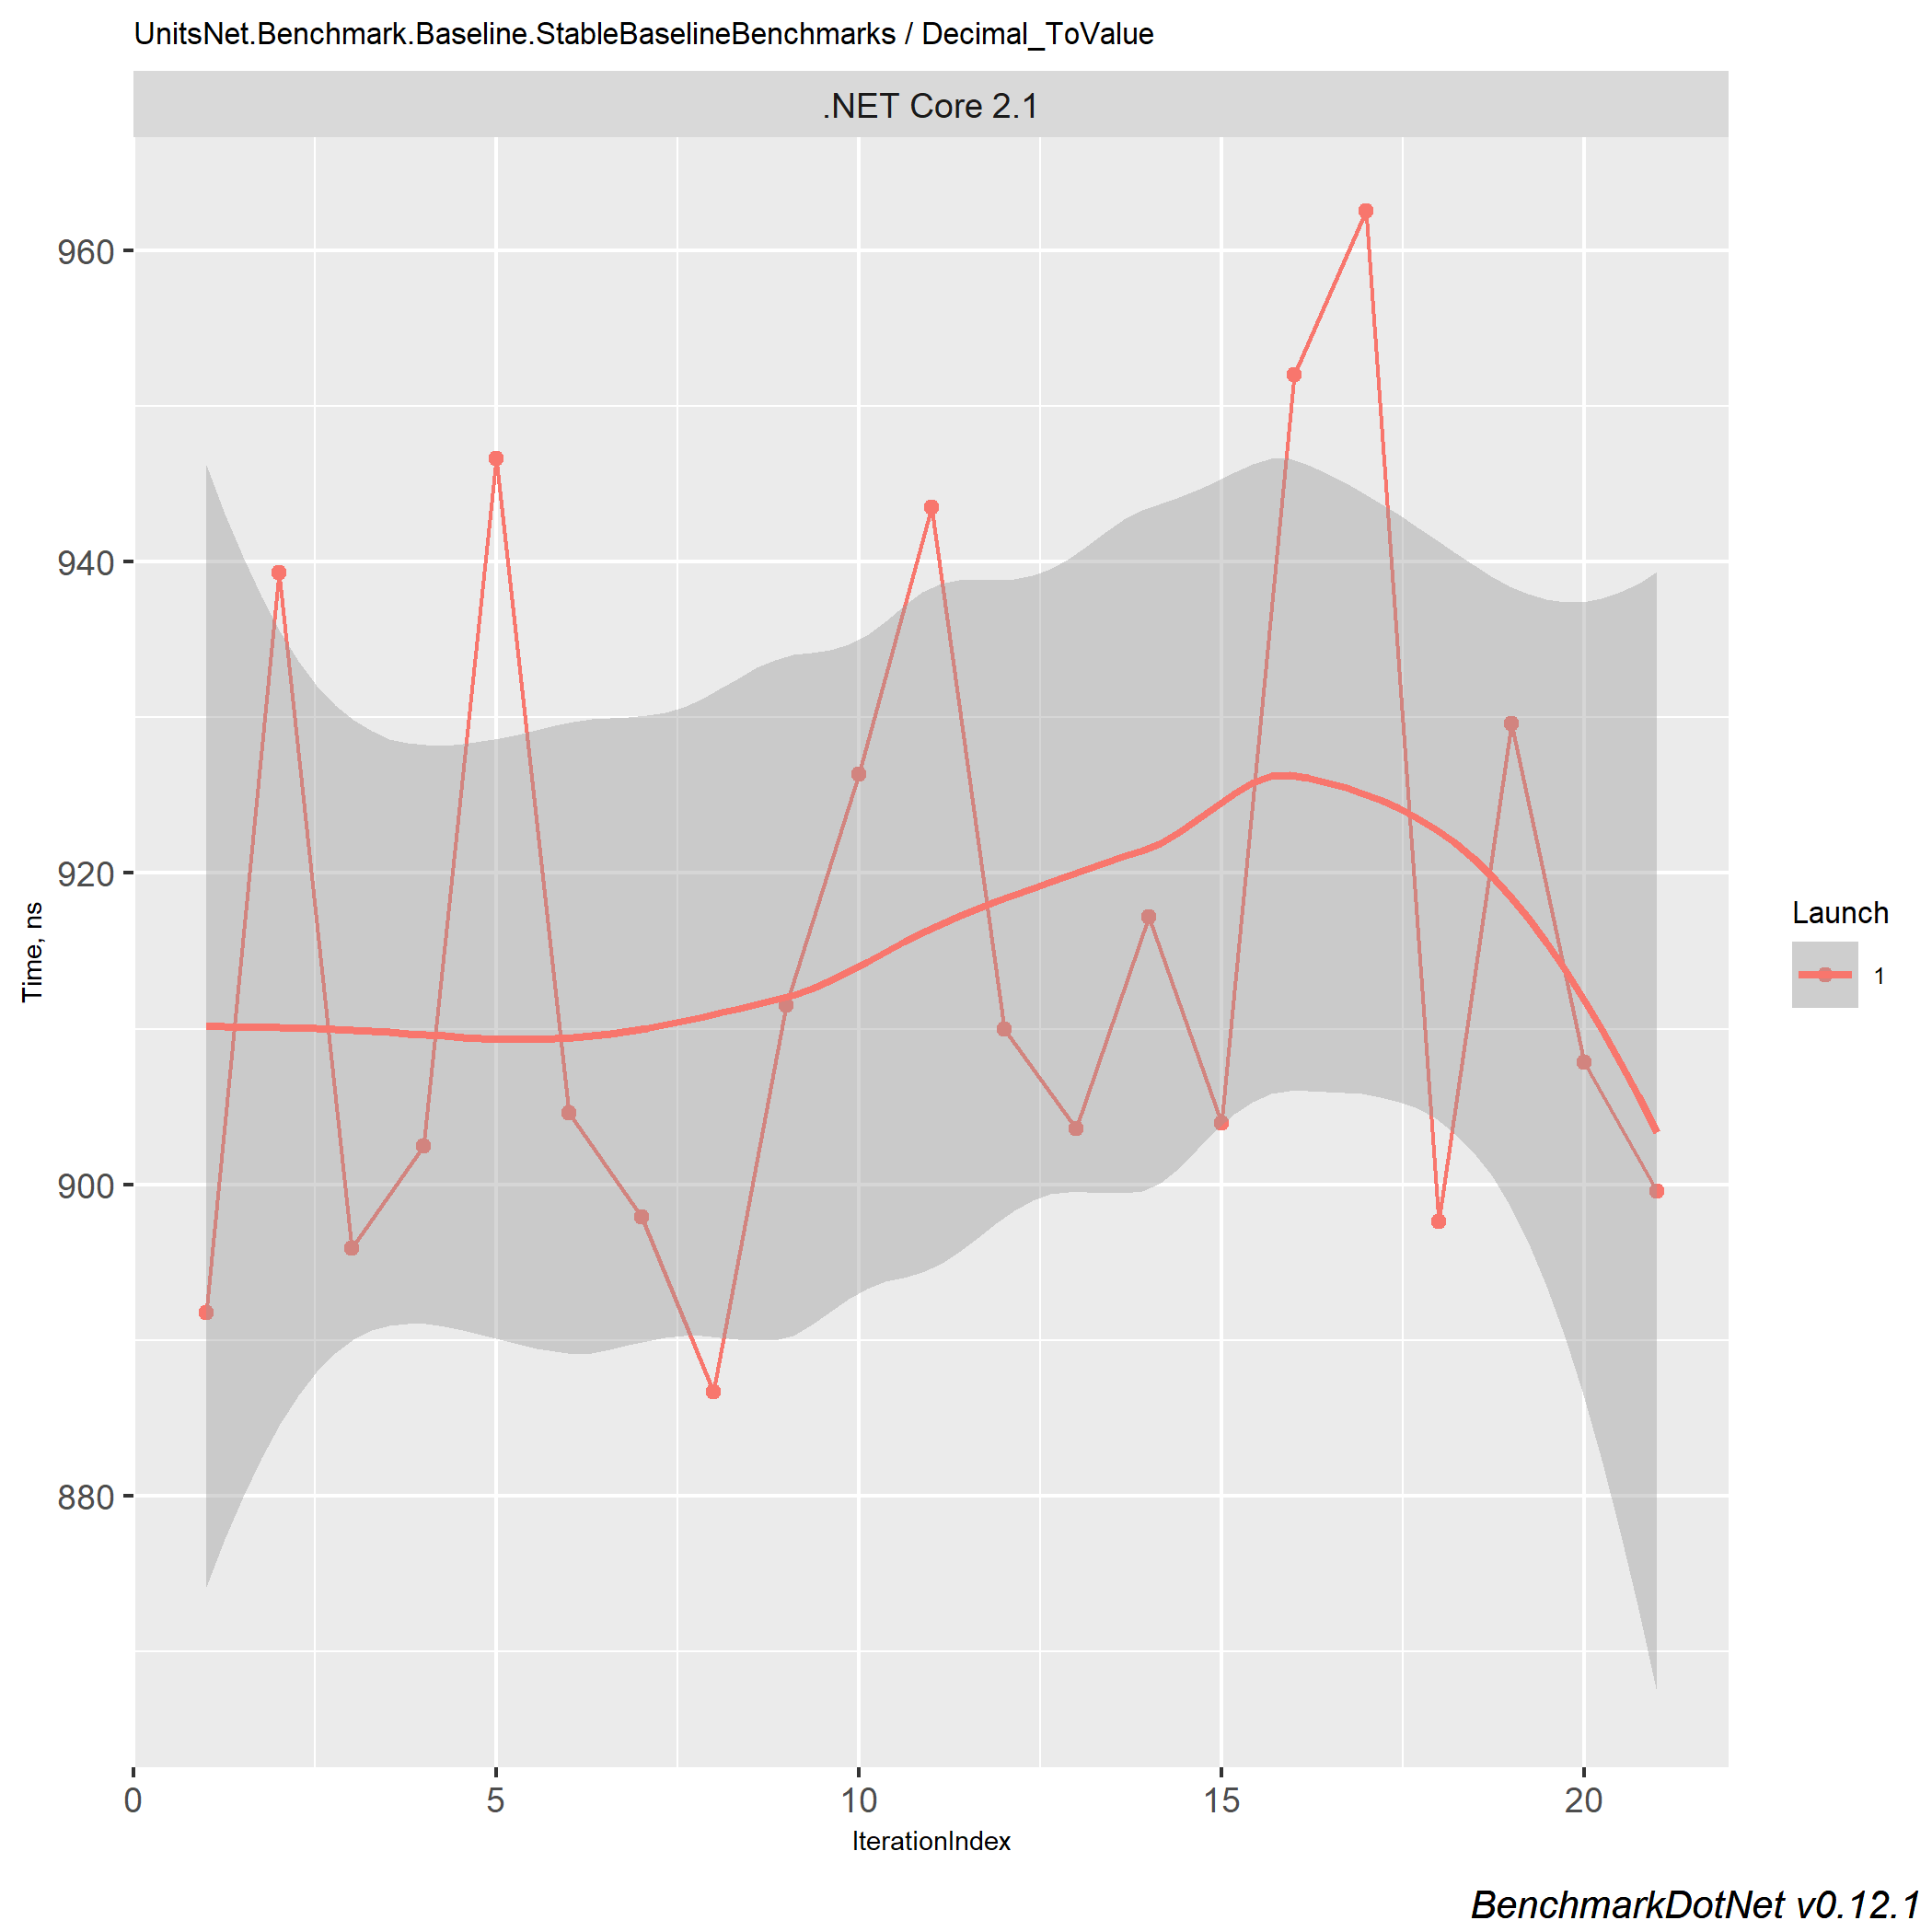 UnitsNet.Benchmark.Baseline.StableBaselineBenchmarks / Decimal_ToValue
.NET Core 2.1
960
940
920
900
880
Time, ns
0 5 10 15 20
IterationIndex
Launch
1
BenchmarkDotNet v0.12.1